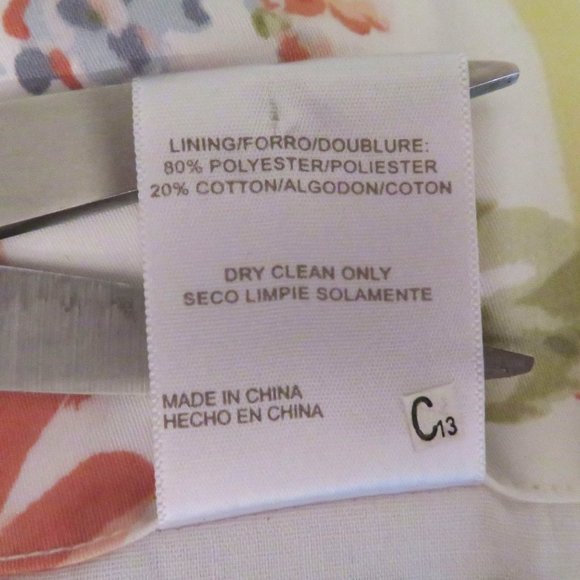 LINING/FORRO/DOUBLURE:
80% POLYESTER/POLIESTER
20% COTTON/ALGODON/COTON
DRY CLEAN ONLY
SECO LIMPIE SOLAMENTE
MADE IN CHINA
HECHO EN CHINA
C13